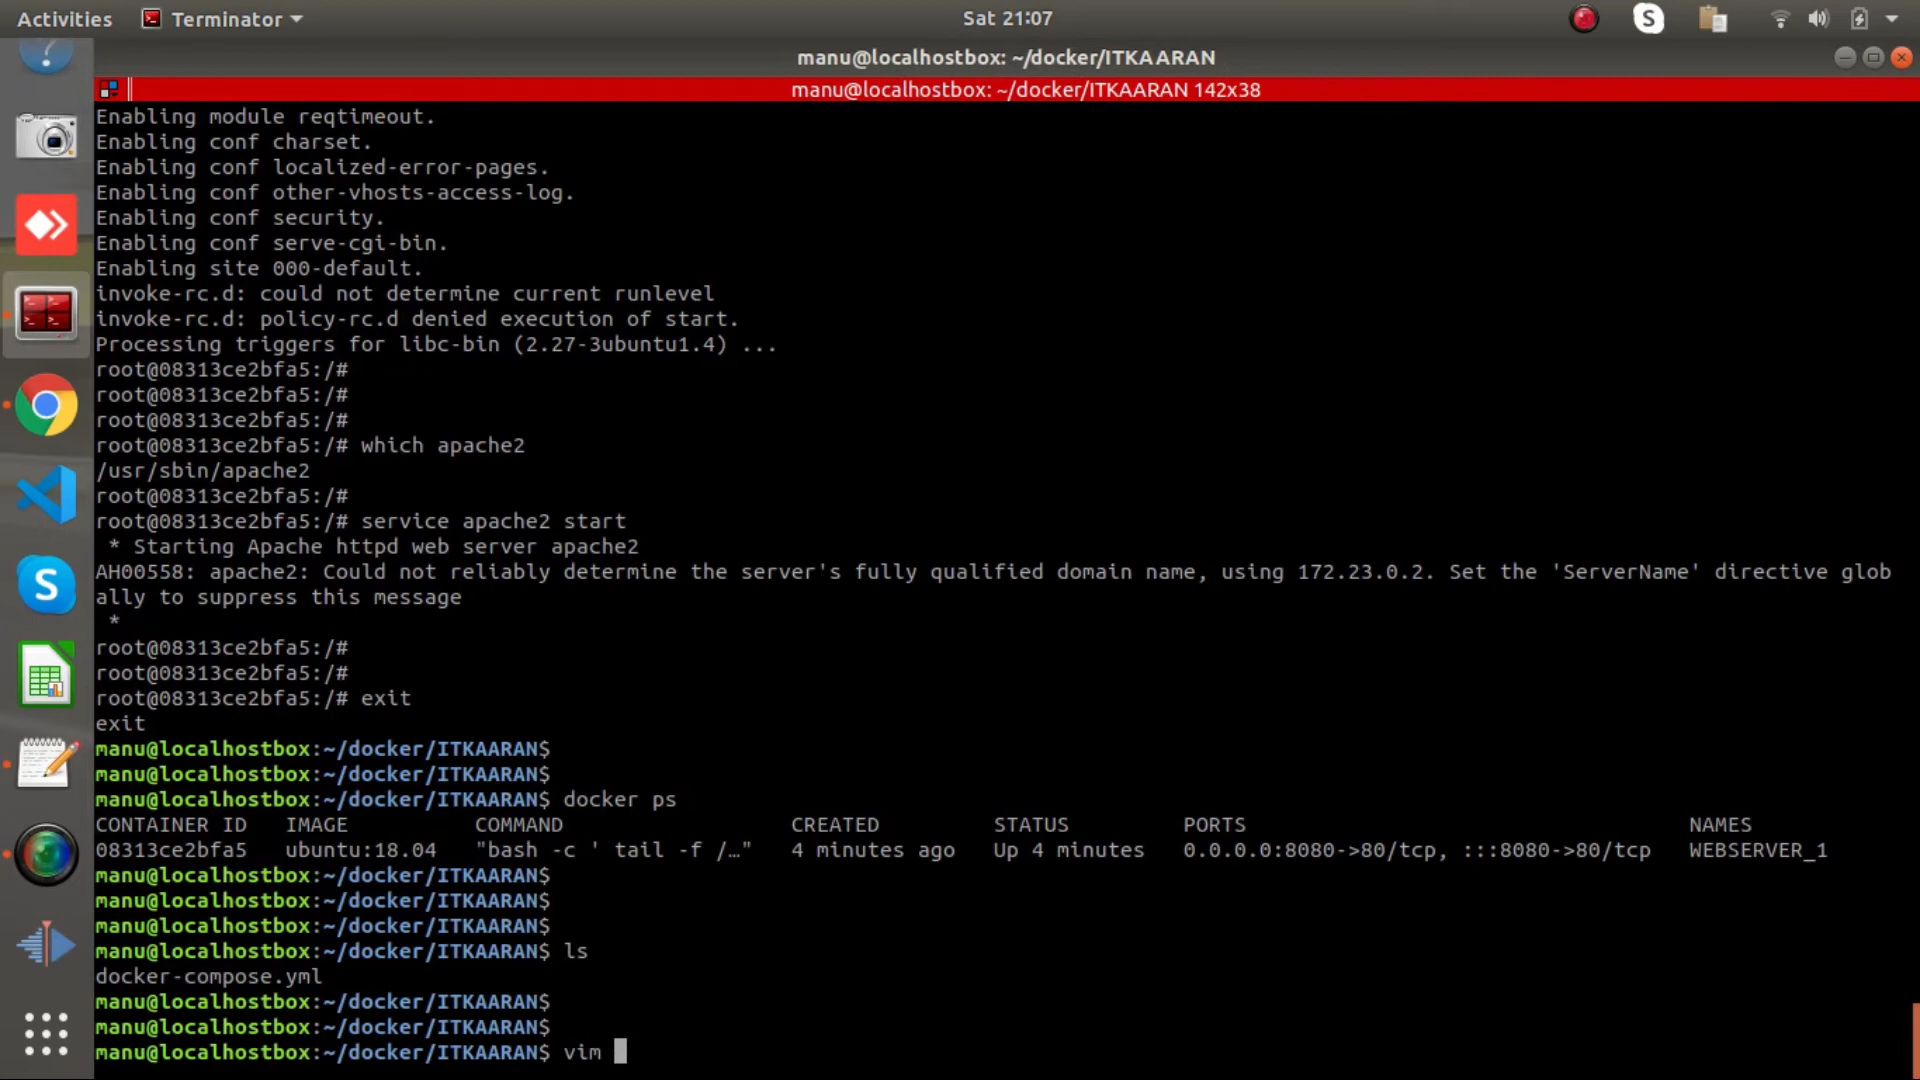 Activities Terminator Sat 21:07
manu@localhostbox: ~/docker/ITKAARAN
manu@localhostbox: ~/docker/ITKAARAN 142x38
Enabling module reqtimeout.
Enabling conf charset.
Enabling conf localized-error-pages.
Enabling conf other-vhosts-access-log.
Enabling conf security.
Enabling conf serve-cgi-bin.
Enabling site 000-default.
invoke-rc.d: could not determine current runlevel
invoke-rc.d: policy-rc.d denied execution of start.
Processing triggers for libc-bin (2.27-3ubuntu1.4) ...
root@08313ce2bfa5:/#
root@08313ce2bfa5:/#
root@08313ce2bfa5:/#
root@08313ce2bfa5:/# which apache2
/usr/sbin/apache2
root@08313ce2bfa5:/#
root@08313ce2bfa5:/# service apache2 start
 * Starting Apache httpd web server apache2
AH00558: apache2: Could not reliably determine the server's fully qualified domain name, using 172.23.0.2. Set the 'ServerName' directive glob
ally to suppress this message
 *
root@08313ce2bfa5:/#
root@08313ce2bfa5:/#
root@08313ce2bfa5:/# exit
exit
manu@localhostbox:~/docker/ITKAARAN$
manu@localhostbox:~/docker/ITKAARAN$
manu@localhostbox:~/docker/ITKAARAN$ docker ps
CONTAINER ID IMAGE COMMAND CREATED STATUS PORTS NAMES
08313ce2bfa5 ubuntu:18.04 "bash -c ' tail -f /…" 4 minutes ago Up 4 minutes 0.0.0.0:8080->80/tcp, :::8080->80/tcp WEBSERVER_1
manu@localhostbox:~/docker/ITKAARAN$
manu@localhostbox:~/docker/ITKAARAN$
manu@localhostbox:~/docker/ITKAARAN$
manu@localhostbox:~/docker/ITKAARAN$ ls
docker-compose.yml
manu@localhostbox:~/docker/ITKAARAN$
manu@localhostbox:~/docker/ITKAARAN$
manu@localhostbox:~/docker/ITKAARAN$ vim